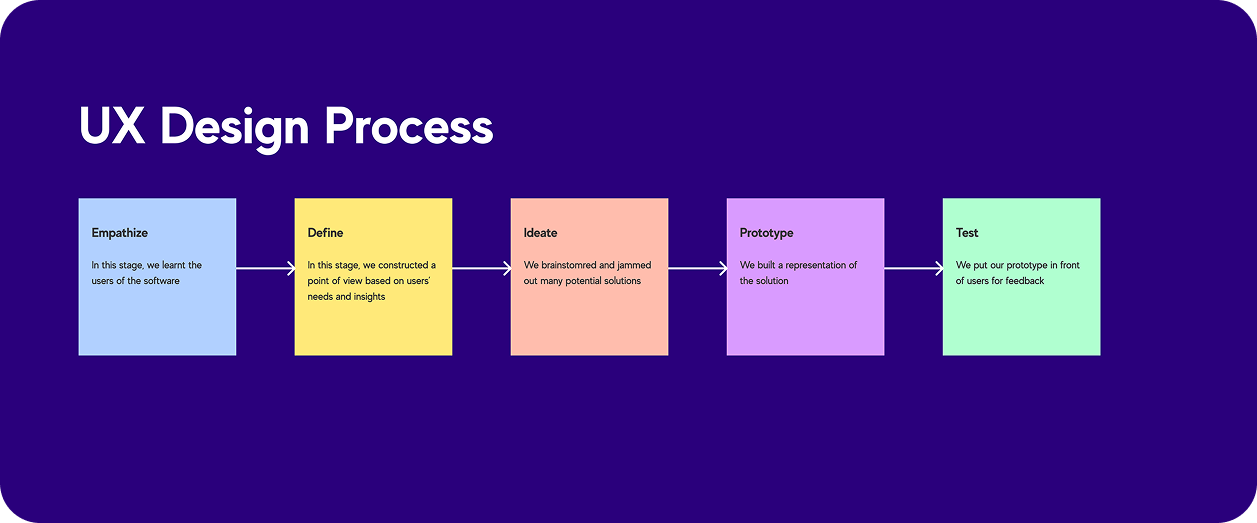 UX Design Process
Empathize
In this stage, we learnt the
users of the software
Define
In this stage, we constructed a
point of view based on users'
needs and insights
Ideate
We brainstomred and jammed
out many potential solutions
Prototype
We built a representation of
the solution
Test
We put our prototype in front
of users for feedback